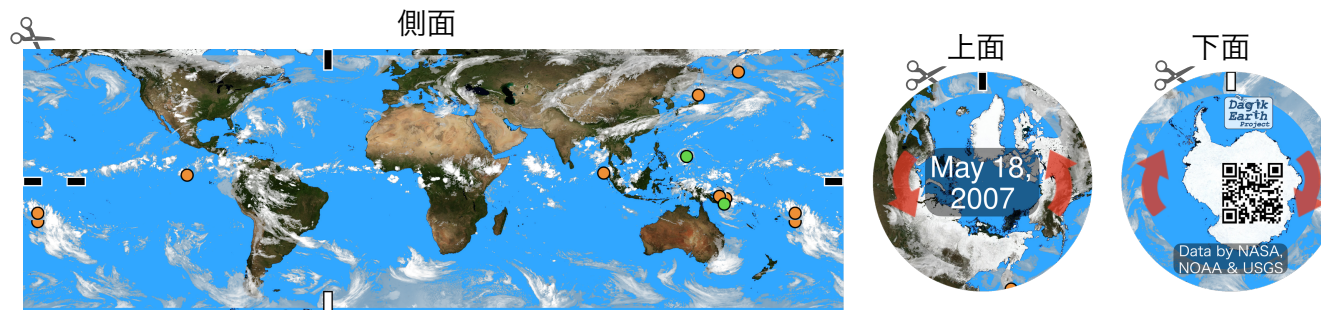 側面
上面
下面
May 18,
2007
Dagik
Earth
Project
Data by NASA,
NOAA & USGS